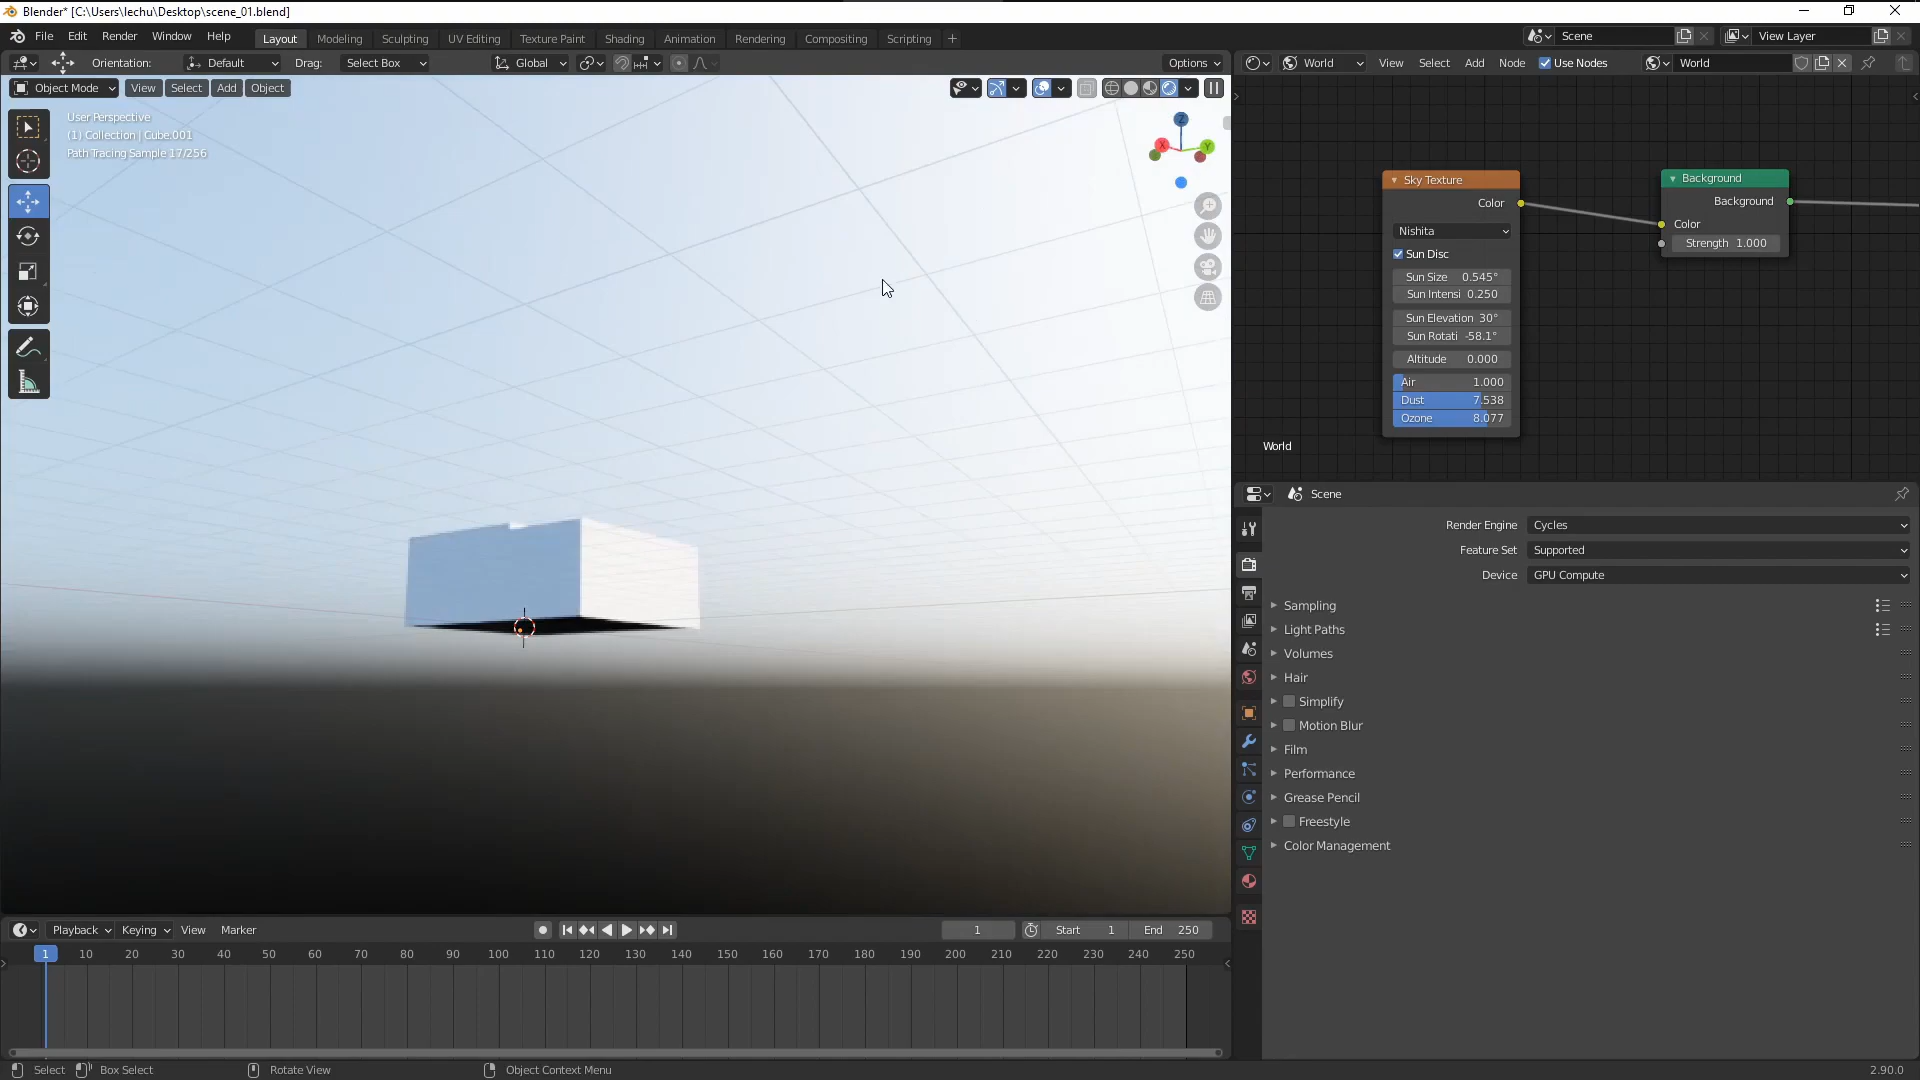 Blender* [C:\Users\lechu\Desktop\scene_01.blend]
File Edit Render Window Help Layout Modeling Sculpting UV Editing Texture Paint Shading Animation Rendering Compositing Scripting + Scene View Layer
Orientation: Default Drag: Select Box Global Options World View Select Add Node Use Nodes World
Object Mode View Select Add Object
User Perspective
(1) Collection | Cube.001
Path Tracing Sample 17/256
Z
X Y
Sky Texture
Color
Nishita
Sun Disc
Sun Size 0.545°
Sun Intensi 0.250
Sun Elevation 30°
Sun Rotati -58.1°
Altitude 0.000
Air 1.000
Dust 7.538
Ozone 8.077
Background
Background
Color
Strength 1.000
World
Scene
Render Engine Cycles
Feature Set Supported
Device GPU Compute
Sampling
Light Paths
Volumes
Hair
Simplify
Motion Blur
Film
Performance
Grease Pencil
Freestyle
Color Management
Playback Keying View Marker 1 Start 1 End 250
1 10 20 30 40 50 60 70 80 90 100 110 120 130 140 150 160 170 180 190 200 210 220 230 240 250
Select Box Select Rotate View Object Context Menu 2.90.0